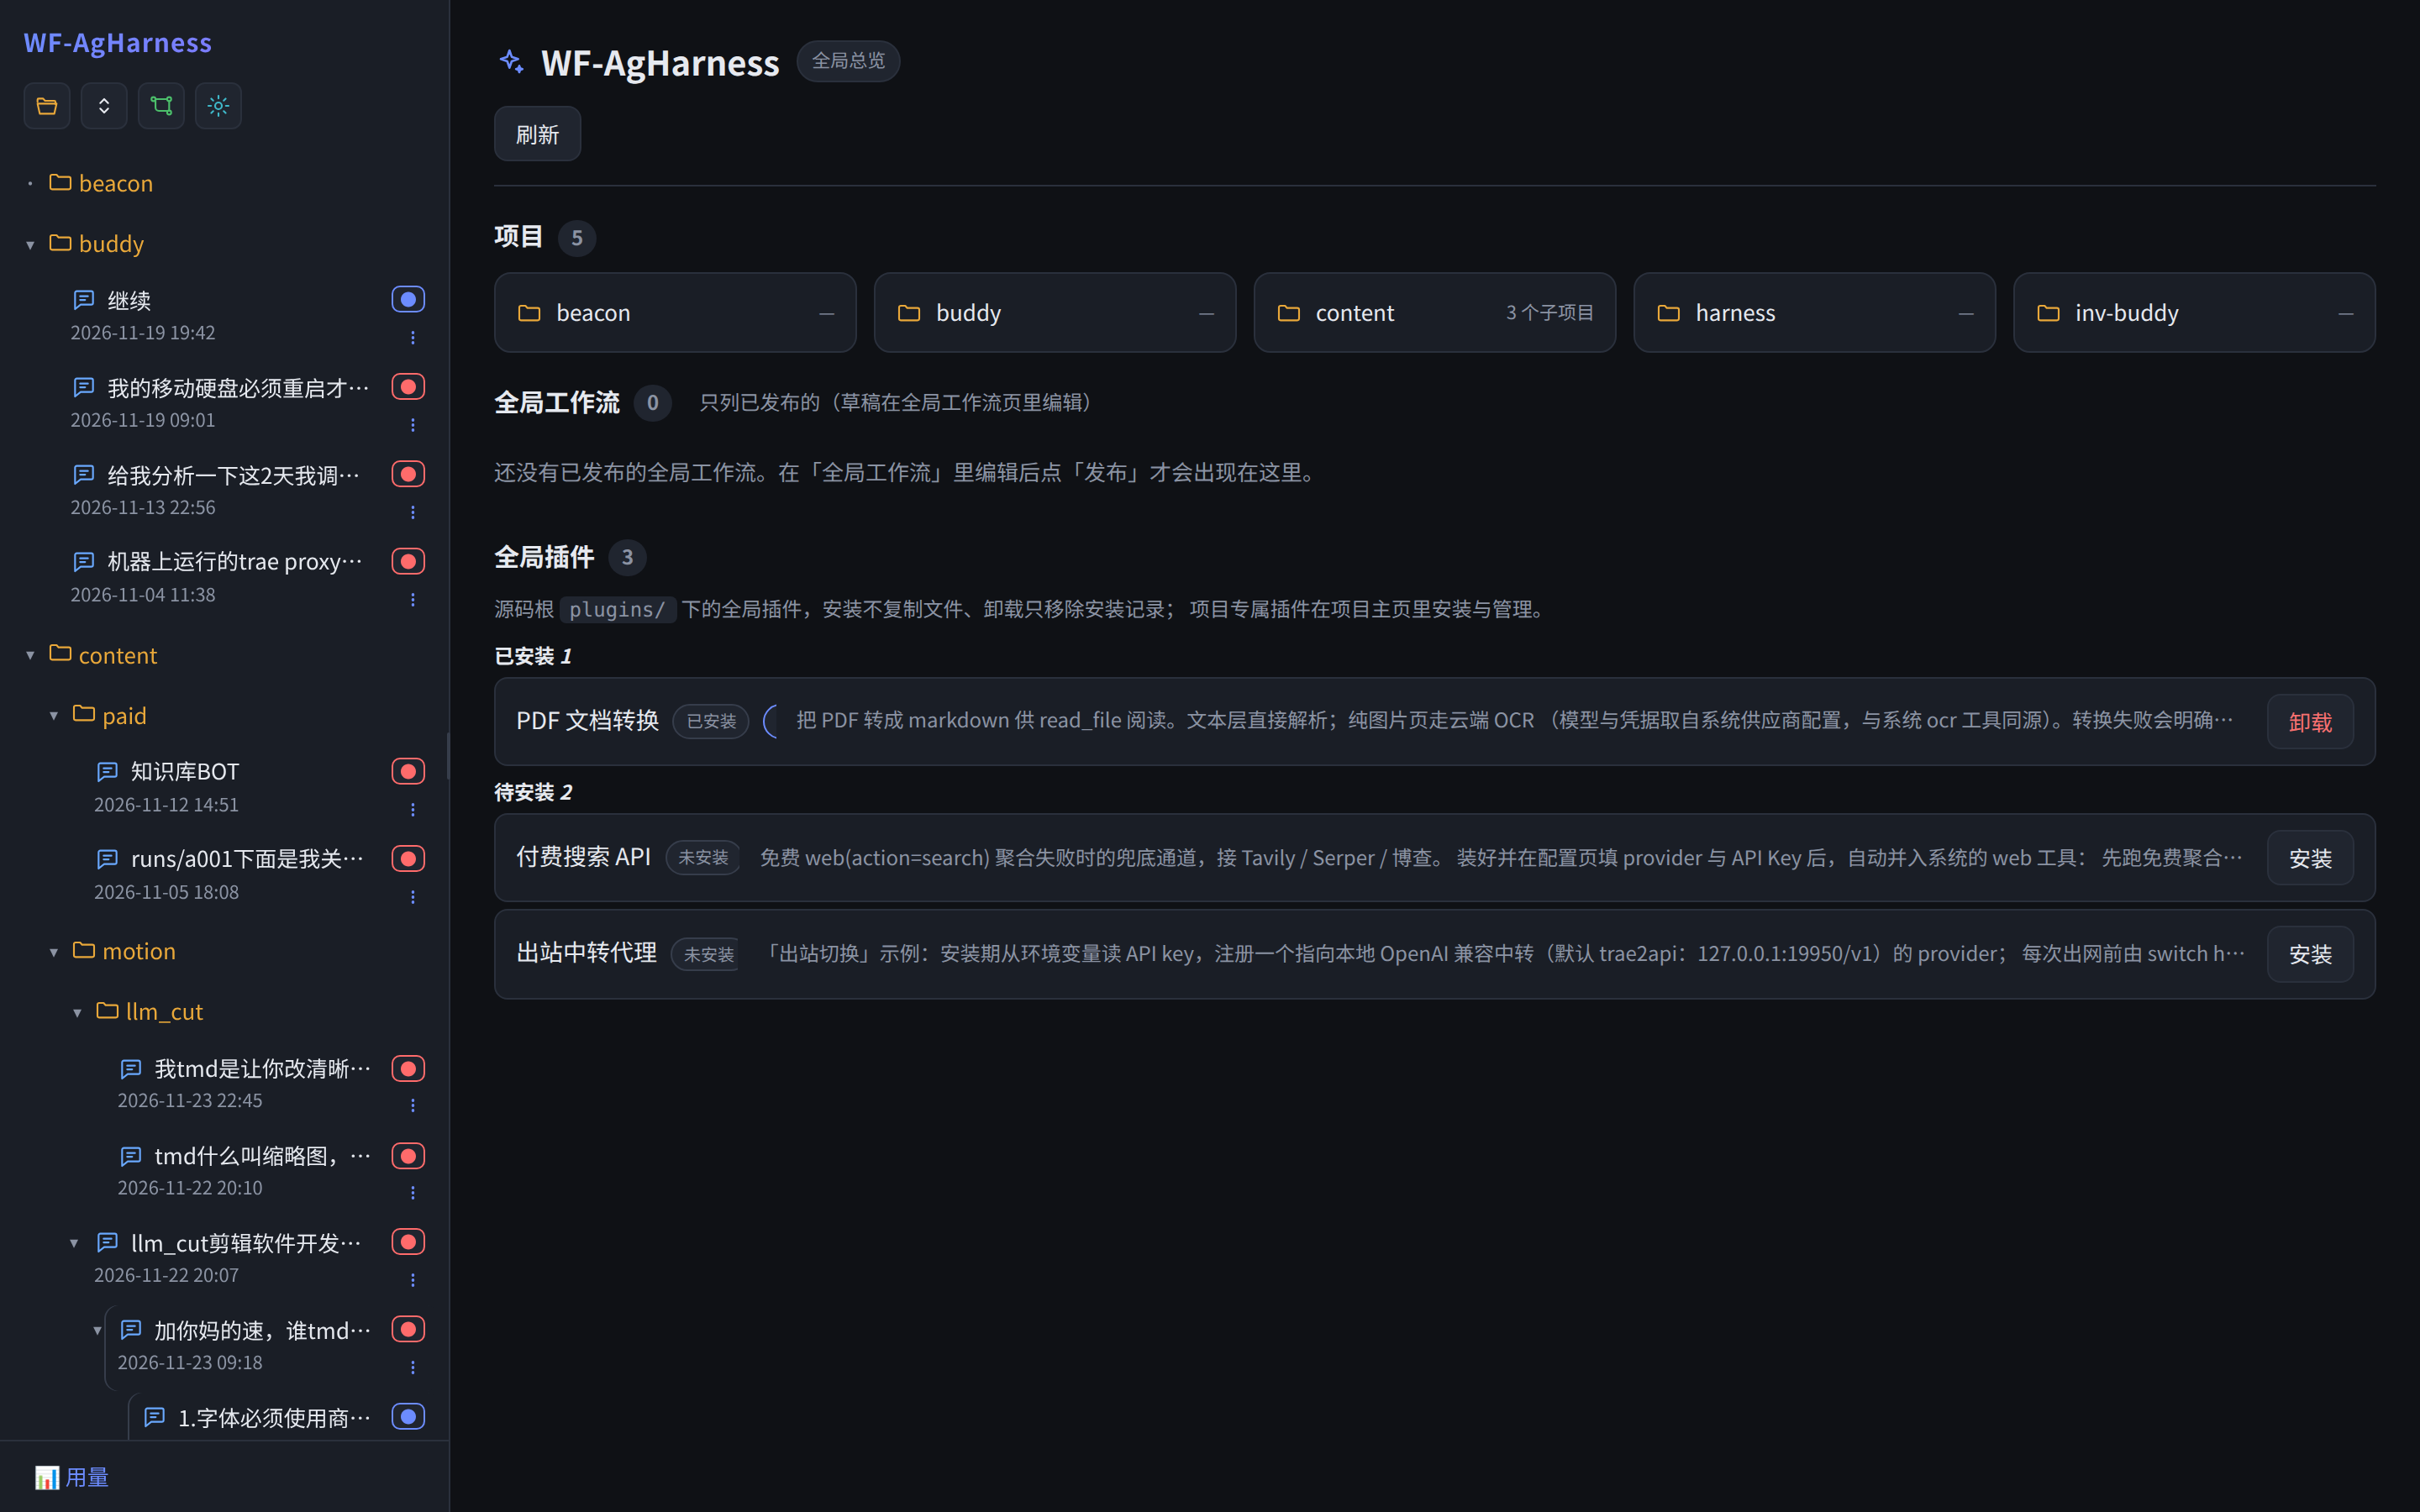 WF-AgHarness
beacon
buddy
继续
2026-11-19 19:42
我的移动硬盘必须重启才…
2026-11-19 09:01
给我分析一下这2天我调…
2026-11-13 22:56
机器上运行的trae proxy…
2026-11-04 11:38
content
paid
知识库BOT
2026-11-12 14:51
runs/a001下面是我关…
2026-11-05 18:08
motion
llm_cut
我tmd是让你改清晰…
2026-11-23 22:45
tmd什么叫缩略图，…
2026-11-22 20:10
llm_cut剪辑软件开发…
2026-11-22 20:07
加你妈的速，谁tmd…
2026-11-23 09:18
1.字体必须使用商…
用量
WF-AgHarness 全局总览
刷新
项目 5
beacon —
buddy —
content 3 个子项目
harness —
inv-buddy —
全局工作流 0 只列已发布的（草稿在全局工作流页里编辑）
还没有已发布的全局工作流。在「全局工作流」里编辑后点「发布」才会出现在这里。
全局插件 3
源码根 plugins/ 下的全局插件，安装不复制文件、卸载只移除安装记录； 项目专属插件在项目主页里安装与管理。
已安装 1
PDF 文档转换 已安装 把 PDF 转成 markdown 供 read_file 阅读。文本层直接解析；纯图片页走云端 OCR （模型与凭据取自系统供应商配置，与系统 ocr 工具同源）。转换失败会明确… 卸载
待安装 2
付费搜索 API 未安装 免费 web(action=search) 聚合失败时的兜底通道，接 Tavily / Serper / 博查。 装好并在配置页填 provider 与 API Key 后，自动并入系统的 web 工具： 先跑免费聚合… 安装
出站中转代理 未安装 「出站切换」示例：安装期从环境变量读 API key，注册一个指向本地 OpenAI 兼容中转（默认 trae2api：127.0.0.1:19950/v1）的 provider； 每次出网前由 switch h… 安装